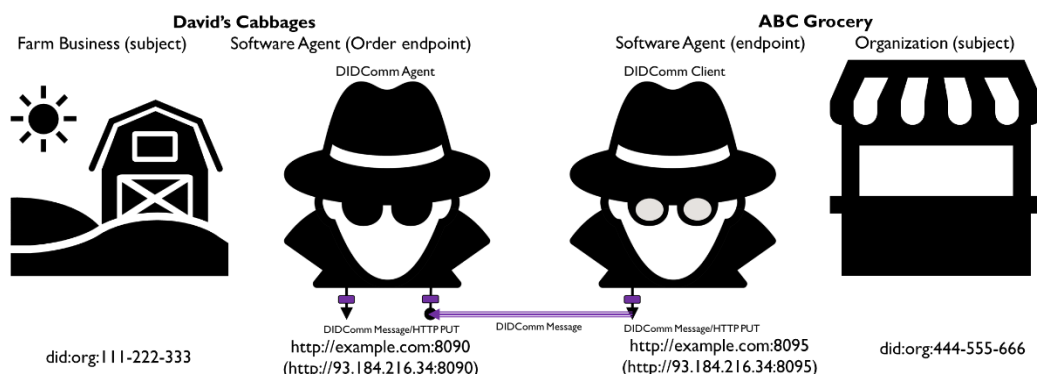 David's Cabbages
ABC Grocery
Farm Business (subject)
Software Agent (Order endpoint)
Software Agent (endpoint)
Organization (subject)
DIDComm Agent
DIDComm Client
DIDComm Message/HTTP PUT
DIDComm Message
DIDComm Message/HTTP PUT
did:org:111-222-333
http://example.com:8090
(http://93.184.216.34:8090)
http://example.com:8095
(http://93.184.216.34:8095)
did:org:444-555-666